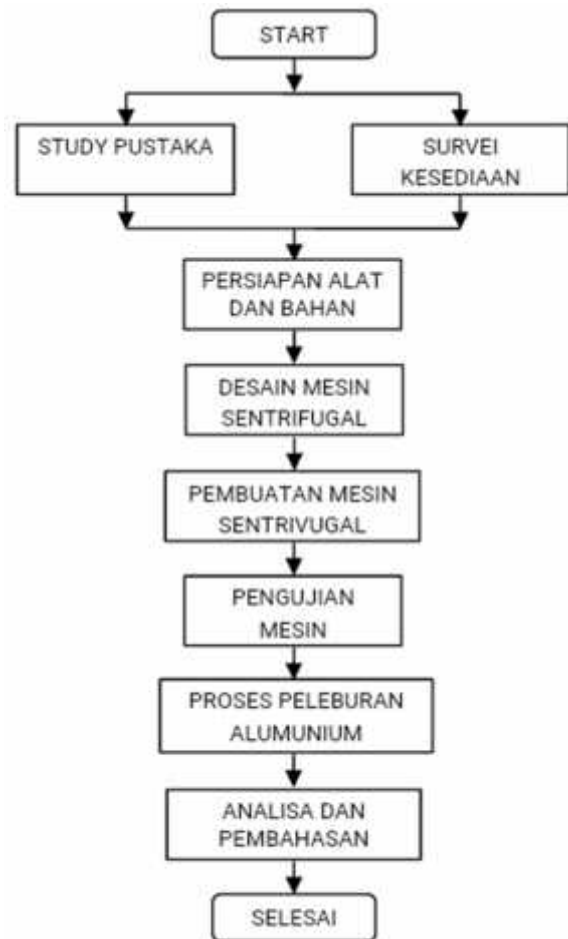 START
STUDY PUSTAKA
SURVEI
KESEDIAAN
PERSIAPAN ALAT
DAN BAHAN
DESAIN MESIN
SENTRIFUGAL
PEMBUATAN MESIN
SENTRIVUGAL
PENGUJIAN
MESIN
PROSES PELEBURAN
ALUMUNIUM
ANALISA DAN
PEMBAHASAN
SELESAI